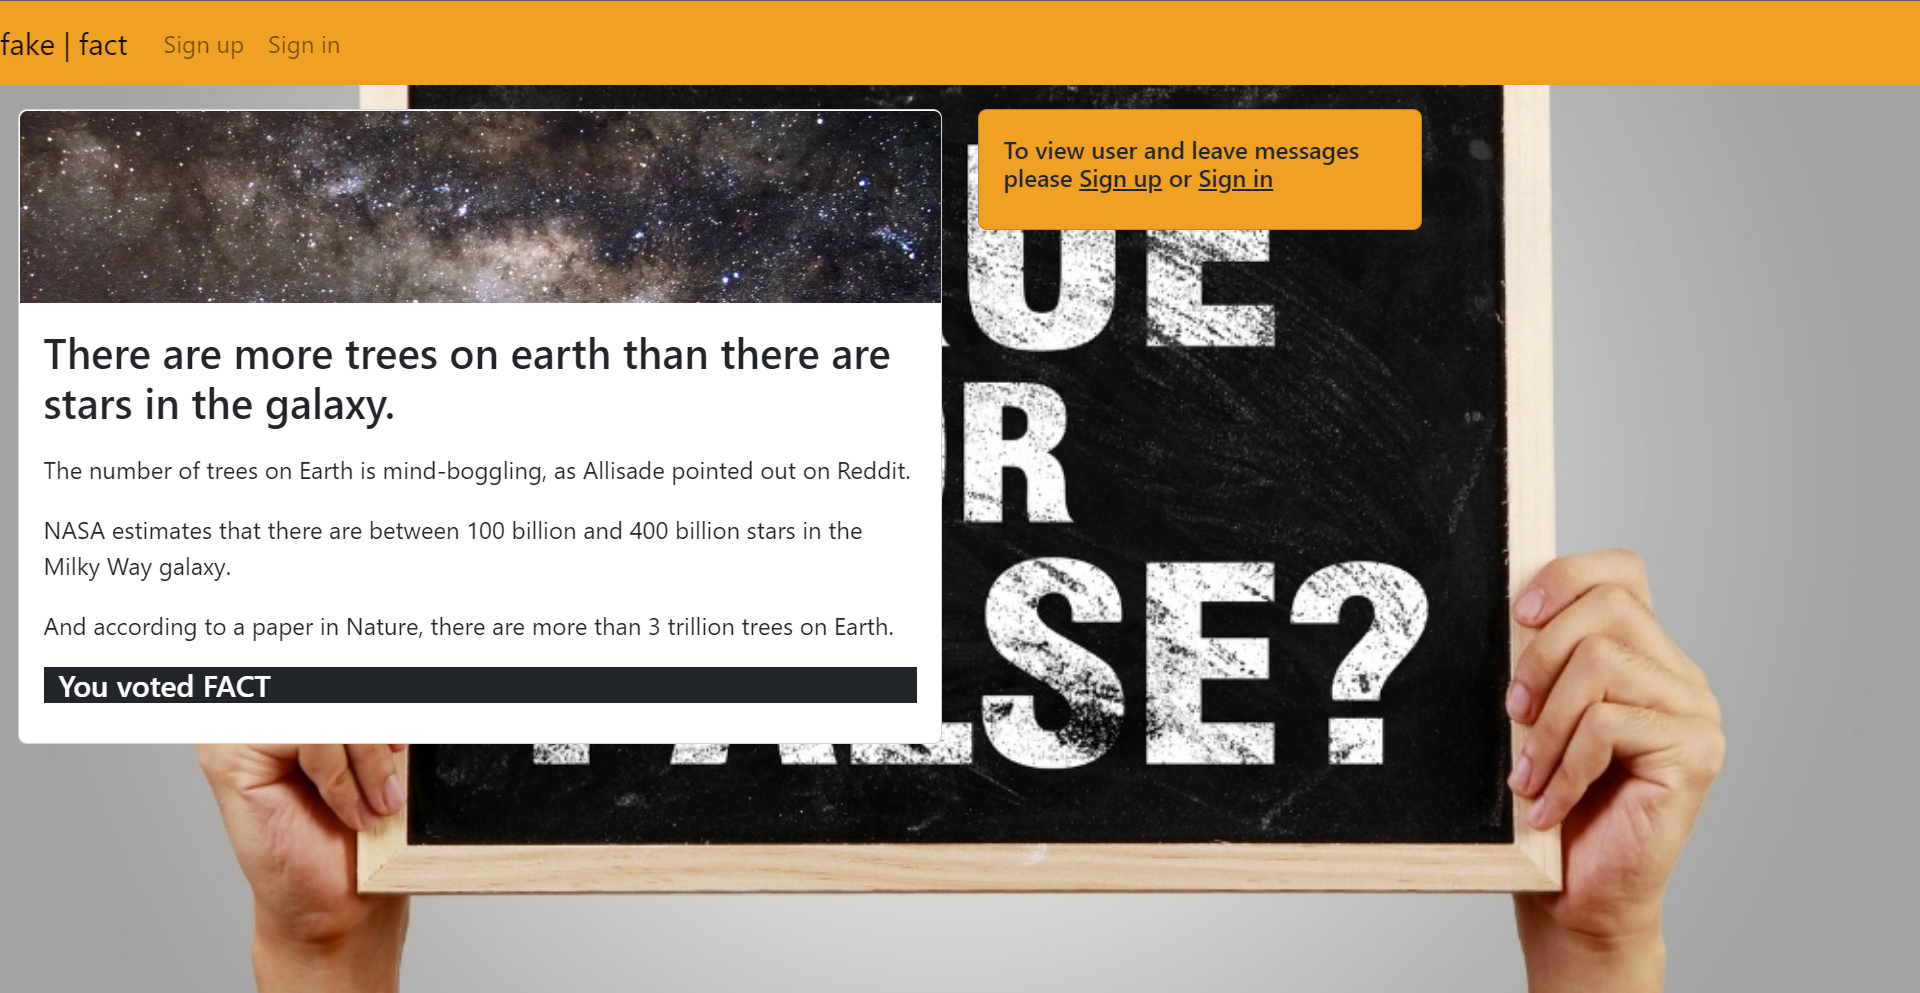 fake | fact Sign up Sign in
There are more trees on earth than there are
stars in the galaxy.
The number of trees on Earth is mind-boggling, as Allisade pointed out on Reddit.
NASA estimates that there are between 100 billion and 400 billion stars in the
Milky Way galaxy.
And according to a paper in Nature, there are more than 3 trillion trees on Earth.
You voted FACT
To view user and leave messages
please Sign up or Sign in
UE
R
SE?